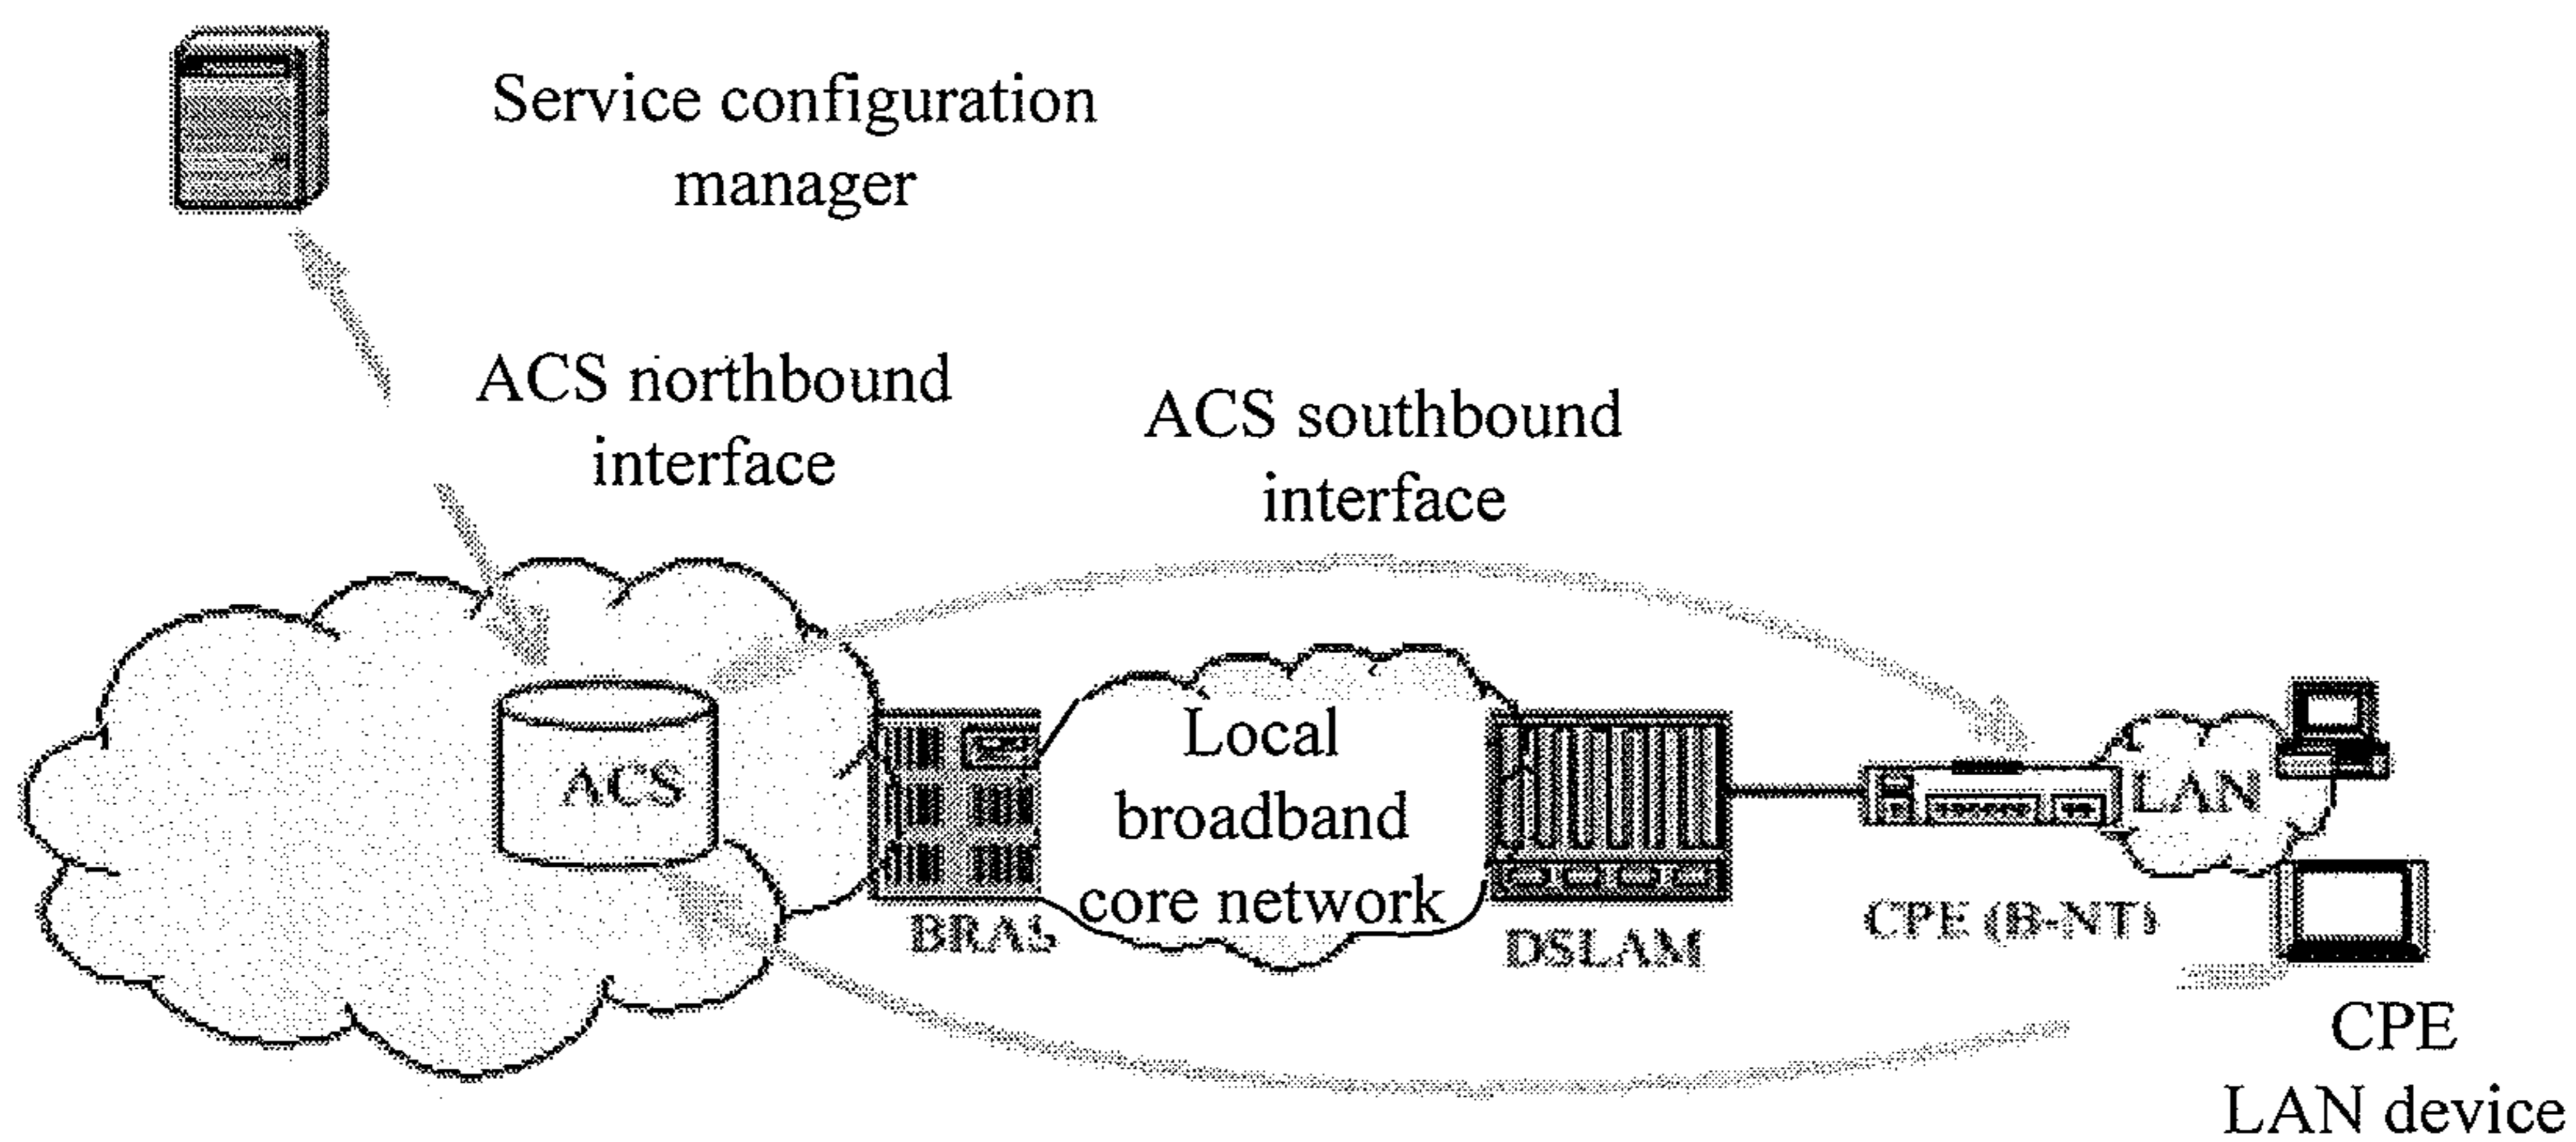 Service configuration
manager
ACS northbound
interface
ACS southbound
interface
ACS
BRAS
Local
broadband
core network
DSLAM
CPE (B-NT)
LAN
CPE
LAN device